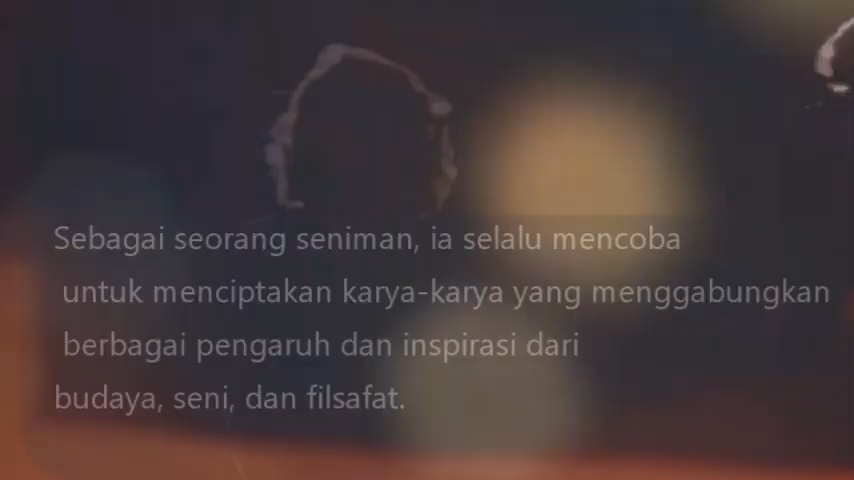 Sebagai seorang seniman, ia selalu mencoba
untuk menciptakan karya-karya yang menggabungkan
berbagai pengaruh dan inspirasi dari
budaya, seni, dan filsafat.